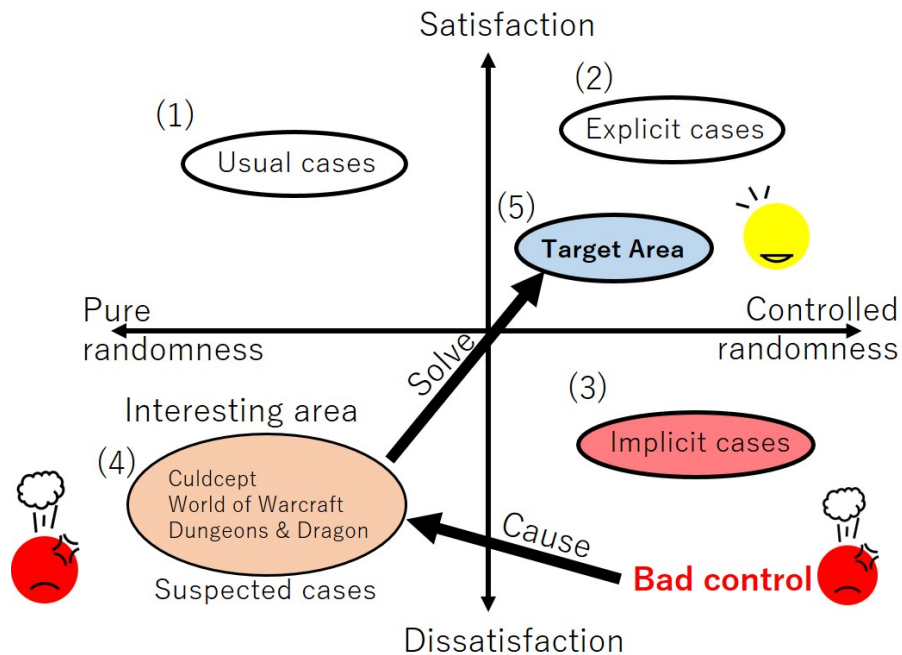 Satisfaction
(2)
(1)
Explicit cases
Usual cases
(5)
Target Area
Pure
randomness
Controlled
randomness
Solve
(3)
Interesting area
Implicit cases
(4)
Culdcept
World of Warcraft
Dungeons & Dragon
Cause
Suspected cases
Bad control
Dissatisfaction